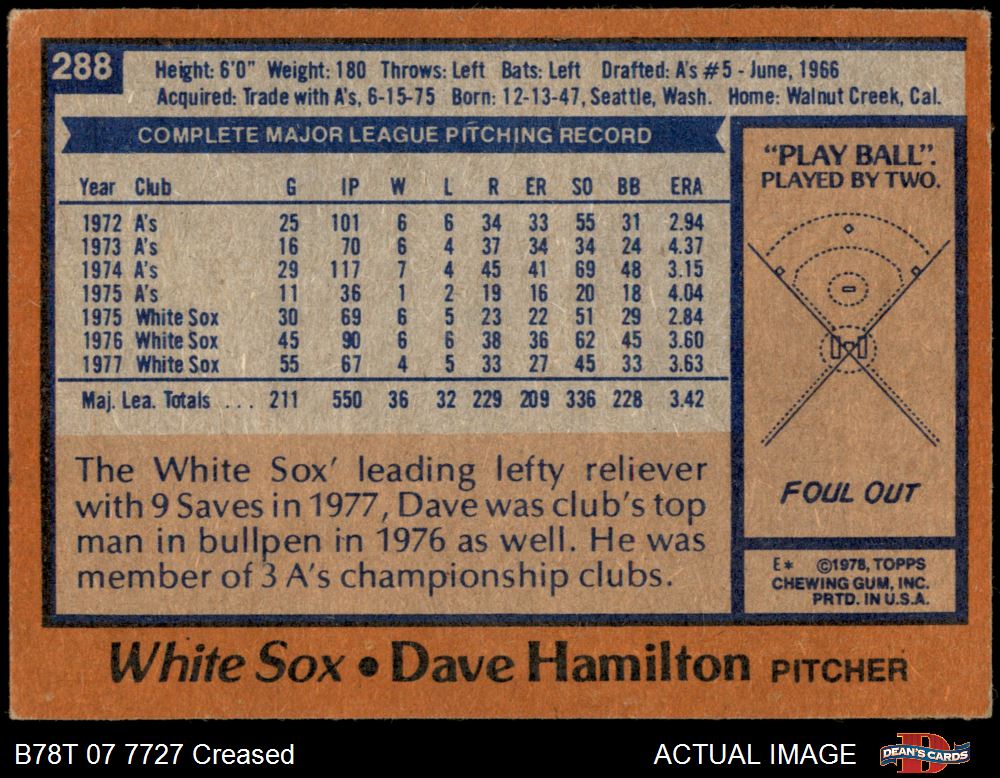 288
Height: 6'0" Weight: 180 Throws: Left Bats: Left Drafted: A's #5 - June, 1966
Acquired: Trade with A's, 6-15-75 Born: 12-13-47, Seattle, Wash. Home: Walnut Creek, Cal.
COMPLETE MAJOR LEAGUE PITCHING RECORD
Year Club G IP W L R ER SO BB ERA
1972 A's 25 101 6 6 34 33 55 31 2.94
1973 A's 16 70 6 4 37 34 34 24 4.37
1974 A's 29 117 7 4 45 41 69 48 3.15
1975 A's 11 36 1 2 19 16 20 18 4.04
1975 White Sox 30 69 6 5 23 22 51 29 2.84
1976 White Sox 45 90 6 6 38 36 62 45 3.60
1977 White Sox 55 67 4 5 33 27 45 33 3.63
Maj. Lea. Totals ... 211 550 36 32 229 209 336 228 3.42
The White Sox' leading lefty reliever
with 9 Saves in 1977, Dave was club's top
man in bullpen in 1976 as well. He was
member of 3 A's championship clubs.
"PLAY BALL".
PLAYED BY TWO.
FOUL OUT
E* ©1978, TOPPS
CHEWING GUM, INC.
PRTD. IN U.S.A.
White Sox • Dave Hamilton PITCHER
B78T 07 7727 Creased
ACTUAL IMAGE
DEAN'S CARDS